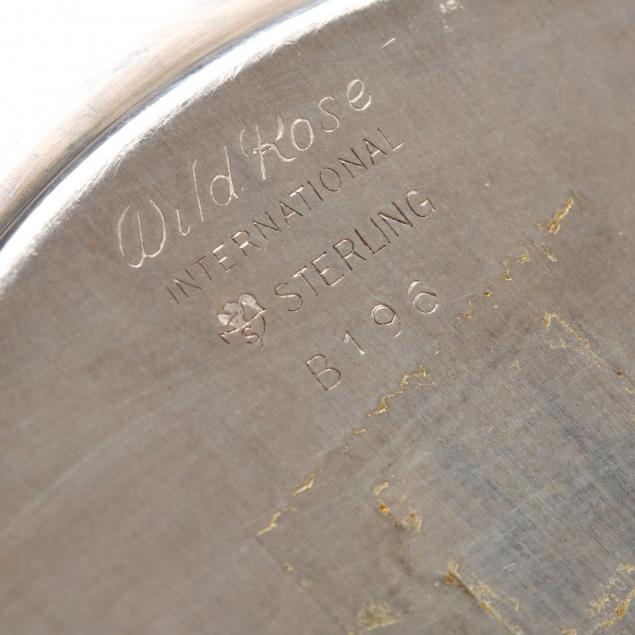 Wild Rose
INTERNATIONAL
S STERLING
B196